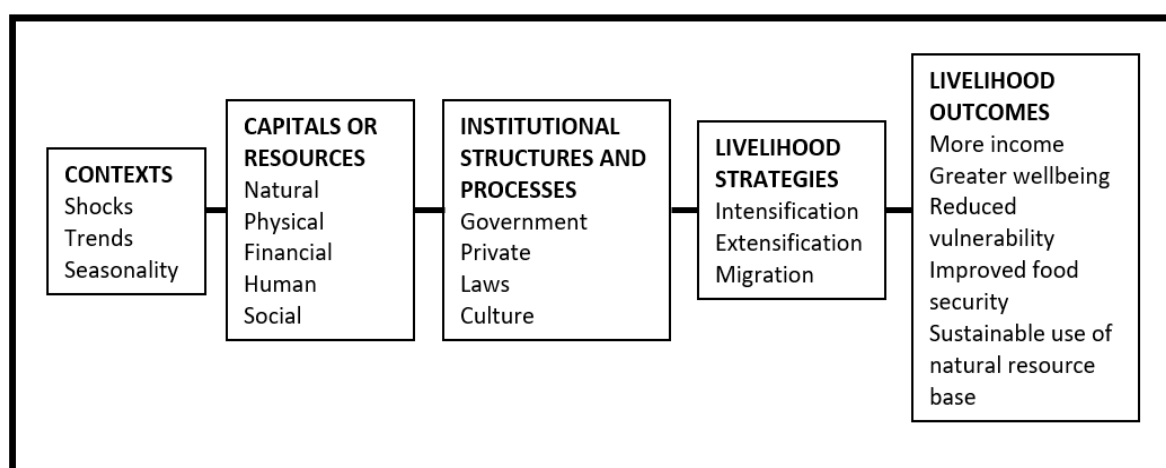 CONTEXTS
Shocks
Trends
Seasonality
CAPITALS OR
RESOURCES
Natural
Physical
Financial
Human
Social
INSTITUTIONAL
STRUCTURES AND
PROCESSES
Government
Private
Laws
Culture
LIVELIHOOD
STRATEGIES
Intensification
Extensification
Migration
LIVELIHOOD
OUTCOMES
More income
Greater wellbeing
Reduced
vulnerability
Improved food
security
Sustainable use of
natural resource
base